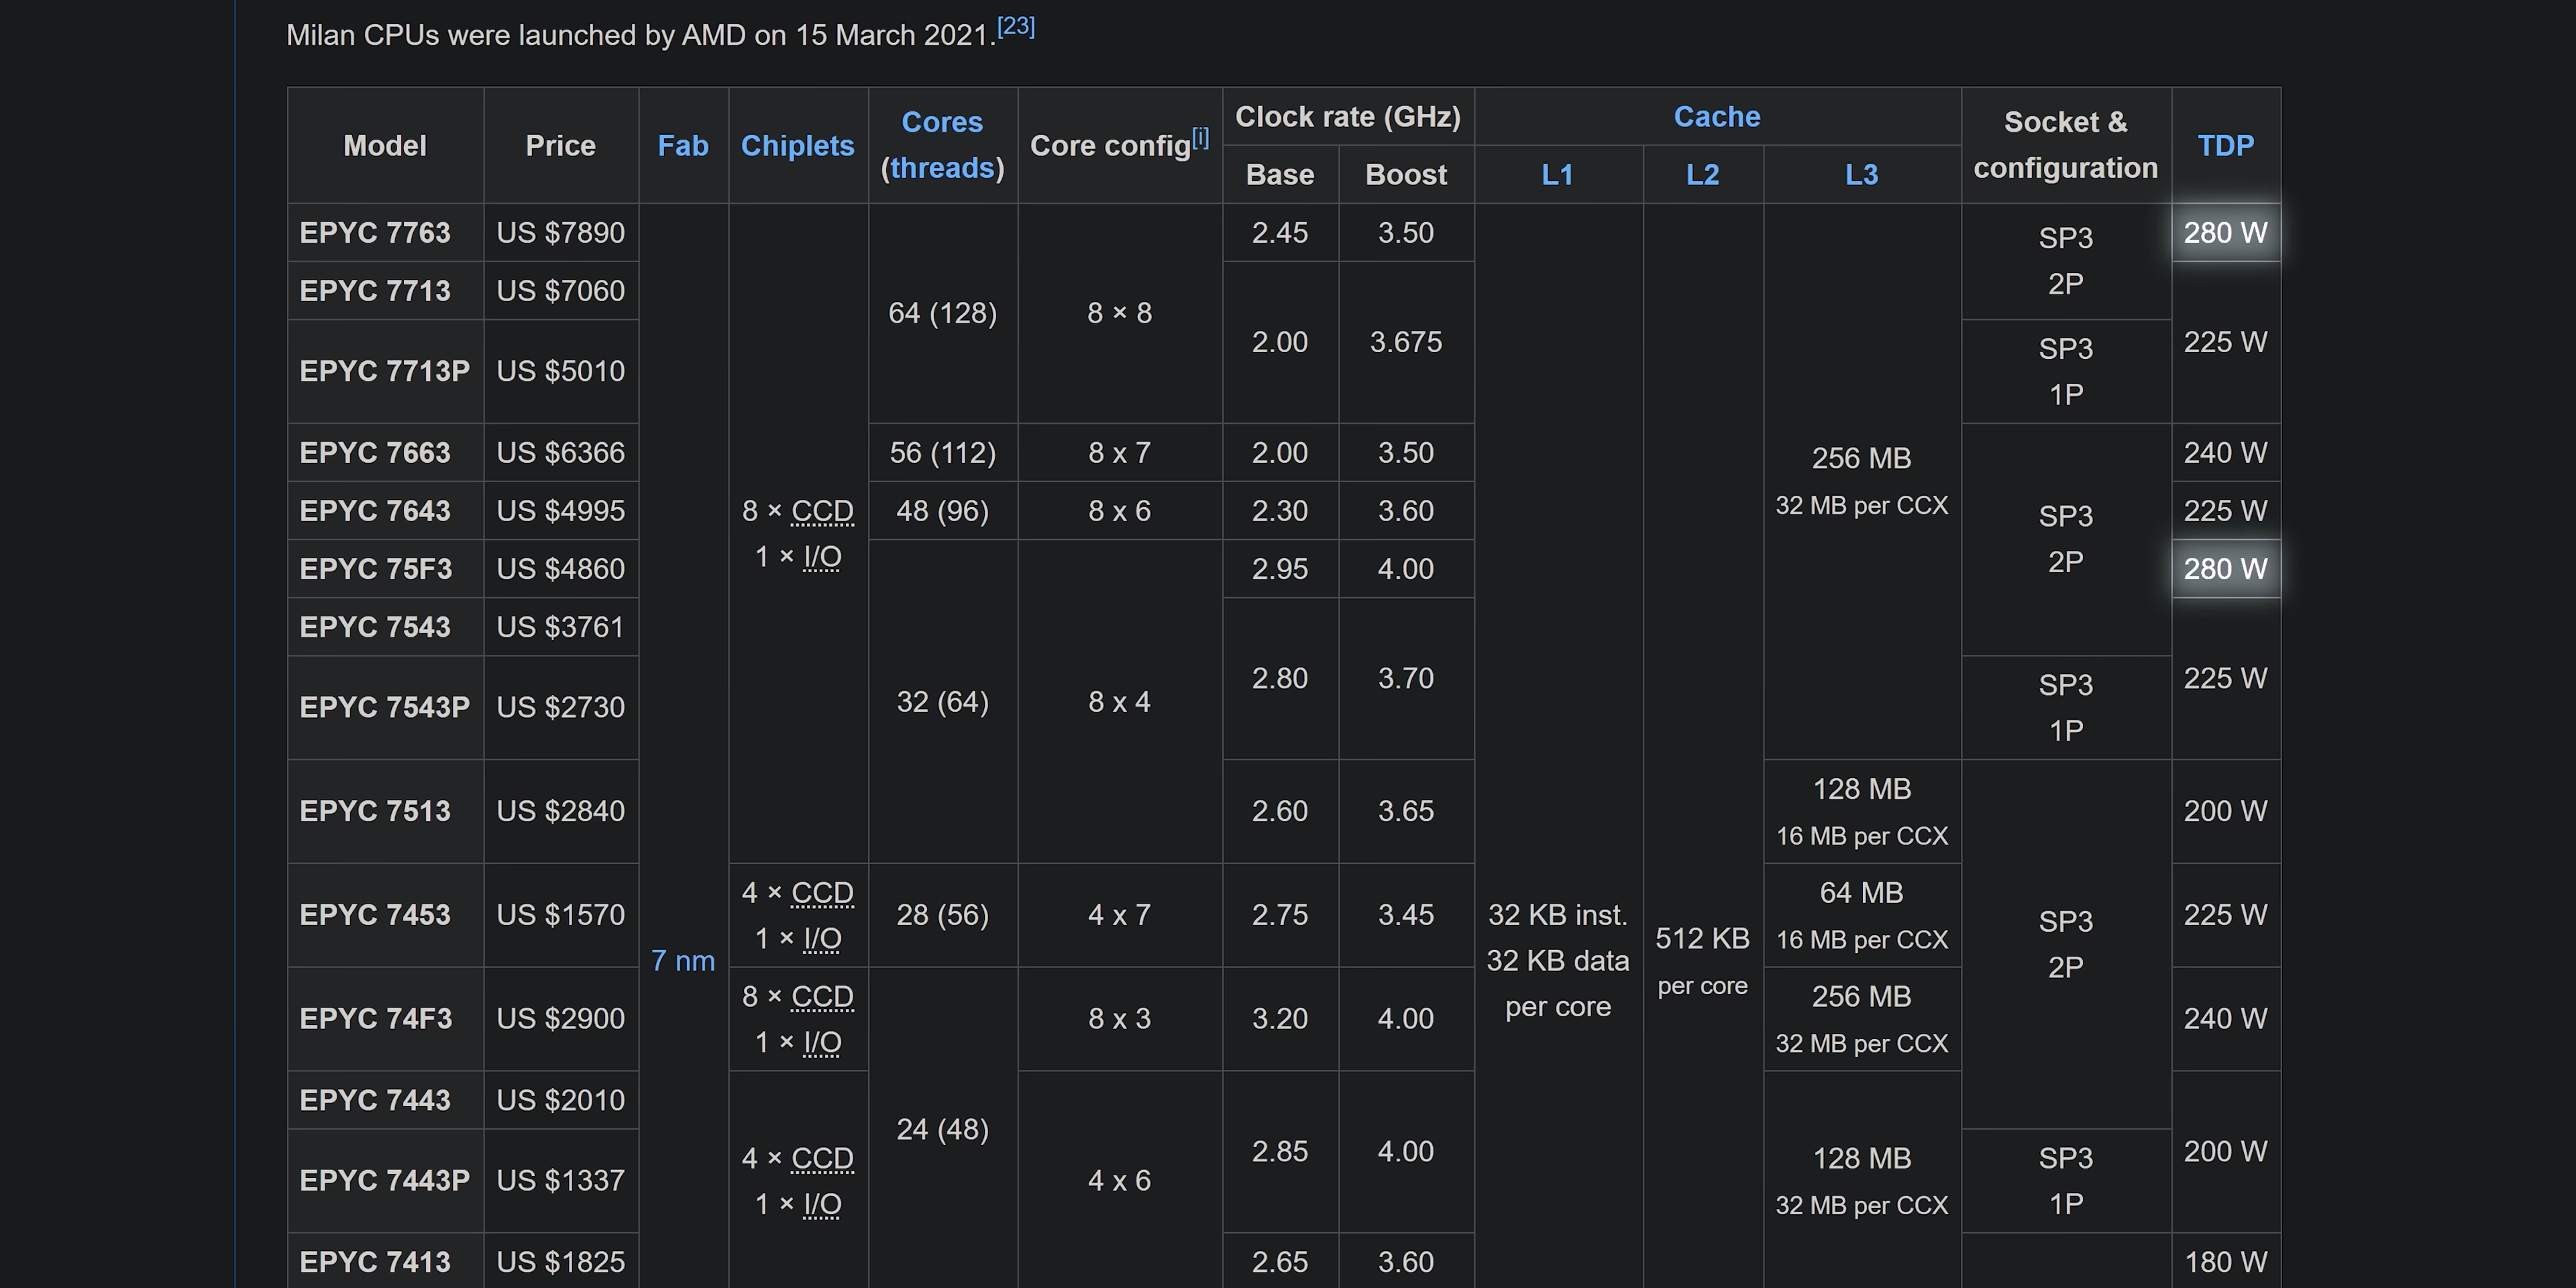 Milan CPUs were launched by AMD on 15 March 2021.[23]
Model Price Fab Chiplets Cores (threads) Core config[i] Clock rate (GHz) Cache Socket & configuration TDP
Base Boost L1 L2 L3
EPYC 7763 US $7890 7 nm 8 × CCD 1 × I/O 64 (128) 8 × 8 2.45 3.50 32 KB inst. 32 KB data per core 512 KB per core 256 MB 32 MB per CCX SP3 2P 280 W
EPYC 7713 US $7060 2.00 3.675 225 W
EPYC 7713P US $5010 SP3 1P
EPYC 7663 US $6366 56 (112) 8 x 7 2.00 3.50 SP3 2P 240 W
EPYC 7643 US $4995 48 (96) 8 x 6 2.30 3.60 225 W
EPYC 75F3 US $4860 32 (64) 8 x 4 2.95 4.00 280 W
EPYC 7543 US $3761 2.80 3.70 225 W
EPYC 7543P US $2730 SP3 1P
EPYC 7513 US $2840 2.60 3.65 128 MB 16 MB per CCX SP3 2P 200 W
EPYC 7453 US $1570 4 × CCD 1 × I/O 28 (56) 4 x 7 2.75 3.45 64 MB 16 MB per CCX 225 W
EPYC 74F3 US $2900 8 × CCD 1 × I/O 24 (48) 8 x 3 3.20 4.00 256 MB 32 MB per CCX 240 W
EPYC 7443 US $2010 4 × CCD 1 × I/O 4 x 6 2.85 4.00 128 MB 32 MB per CCX 200 W
EPYC 7443P US $1337 SP3 1P
EPYC 7413 US $1825 2.65 3.60 180 W